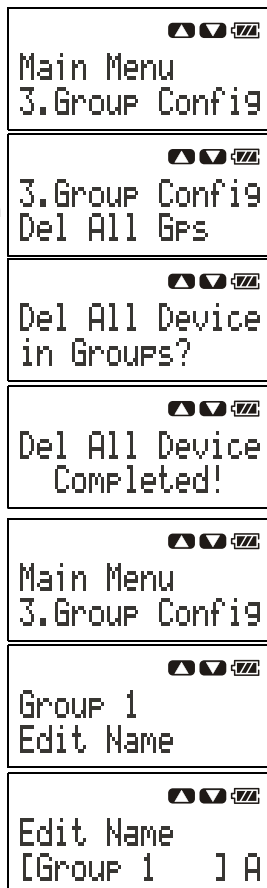 Main Menu
3.Group Config
3.Group Config
Del All Gps
Del All Device
in Groups?
Del All Device
Completed!
Main Menu
3.Group Config
Group 1
Edit Name
Edit Name
[Group 1 ] A